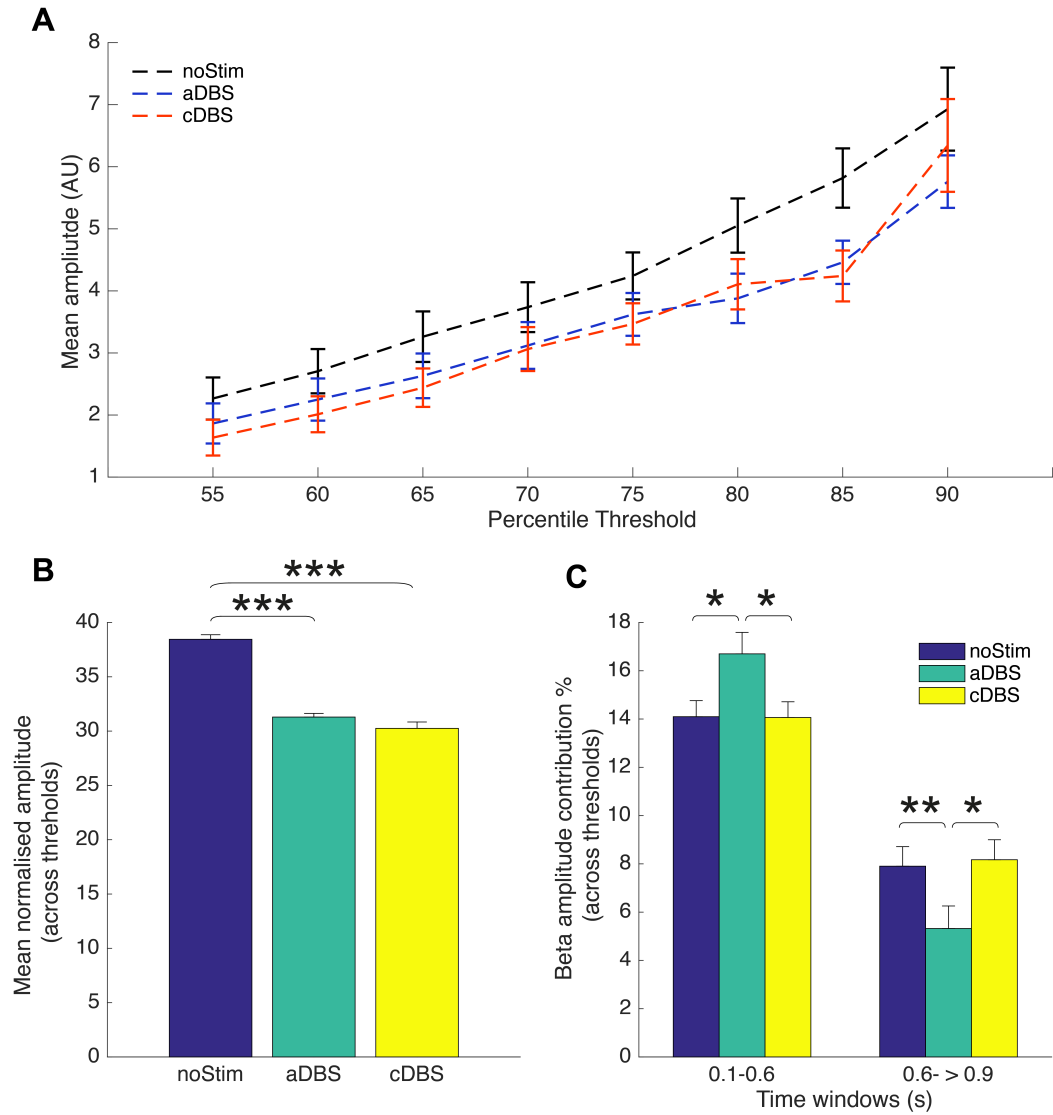 A
8
7
6
5
4
3
2
1
Mean ampliutde (AU)
noStim
aDBS
cDBS
55 60 65 70 75 80 85 90
Percentile Threshold
B
*** 
***
40
35
30
25
20
15
10
5
0
Mean normalised amplitude
(across threholds)
noStim aDBS cDBS
C
* *
** *
18
16
14
12
10
8
6
4
2
0
Beta amplitude contribution %
(across thresholds)
noStim
aDBS
cDBS
0.1-0.6 0.6- > 0.9
Time windows (s)